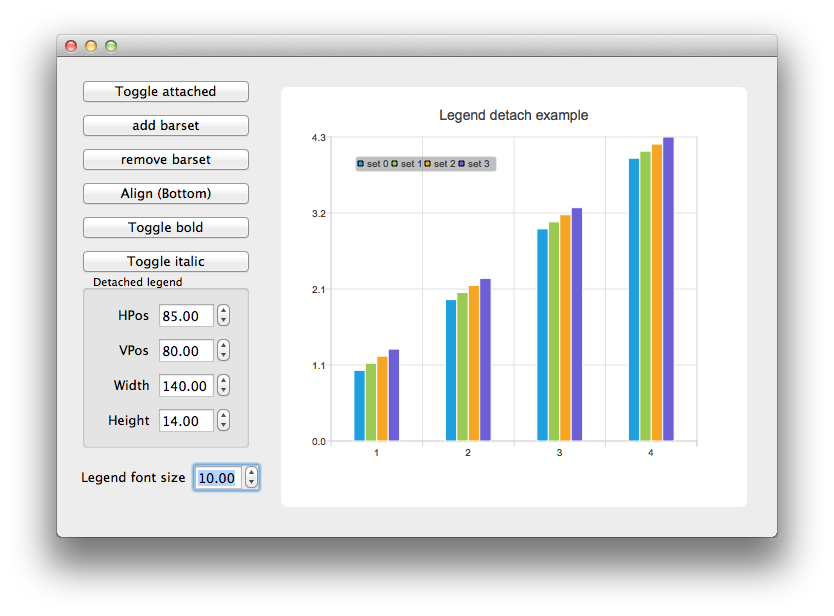 Toggle attached
add barset
remove barset
Align (Bottom)
Toggle bold
Toggle italic
Detached legend
HPos 85.00
VPos 80.00
Width 140.00
Height 14.00
Legend font size 10.00
Legend detach example
set 0 set 1 set 2 set 3
4.3
3.2
2.1
1.1
0.0
1 2 3 4